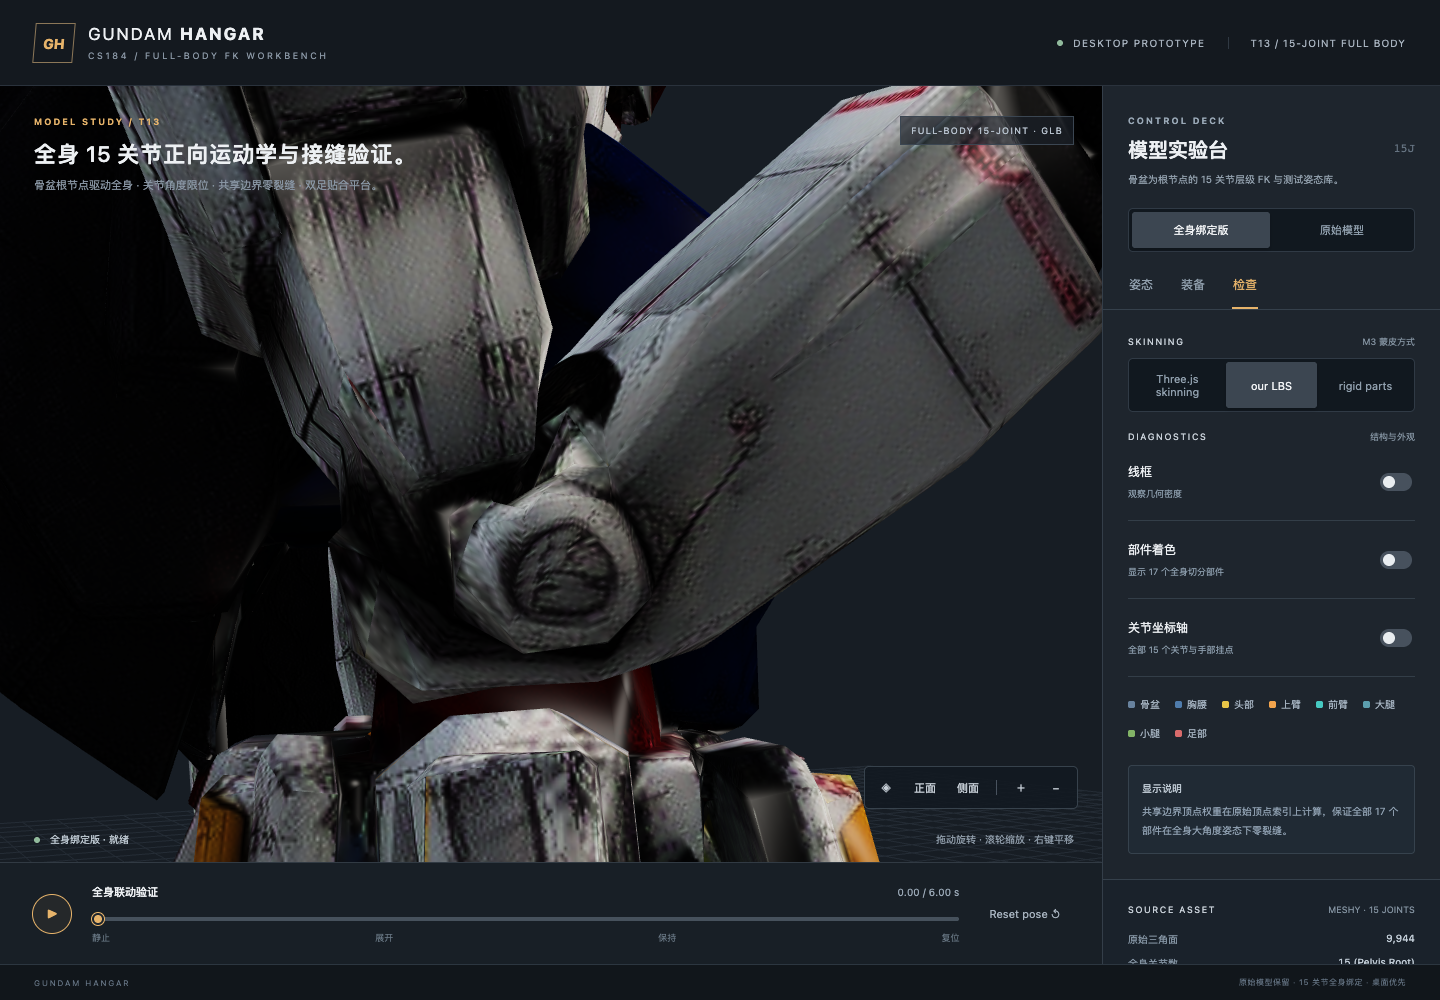 GH
GUNDAM HANGAR
CS184 / FULL-BODY FK WORKBENCH
DESKTOP PROTOTYPE
T13 / 15-JOINT FULL BODY
MODEL STUDY / T13
全身 15 关节正向运动学与接缝验证。
骨盆根节点驱动全身 · 关节角度限位 · 共享边界零裂缝 · 双足贴合平台。
FULL-BODY 15-JOINT · GLB
正面 侧面 + −
全身绑定版 · 就绪
拖动旋转 · 滚轮缩放 · 右键平移
全身联动验证
0.00 / 6.00 s
静止 展开 保持 复位
Reset pose
CONTROL DECK
模型实验台
15J
骨盆为根节点的 15 关节层级 FK 与测试姿态库。
全身绑定版 原始模型
姿态 装备 检查
SKINNING
M3 蒙皮方式
Three.js
skinning
our LBS
rigid parts
DIAGNOSTICS
结构与外观
线框
观察几何密度
部件着色
显示 17 个全身切分部件
关节坐标轴
全部 15 个关节与手部挂点
骨盆 胸腰 头部 上臂 前臂 大腿
小腿 足部
显示说明
共享边界顶点权重在原始顶点索引上计算，保证全部 17 个
部件在全身大角度姿态下零裂缝。
SOURCE ASSET
MESHY · 15 JOINTS
原始三角面
9,944
全身关节数
15 (Pelvis Root)
GUNDAM HANGAR
原始模型保留 · 15 关节全身绑定 · 桌面优先